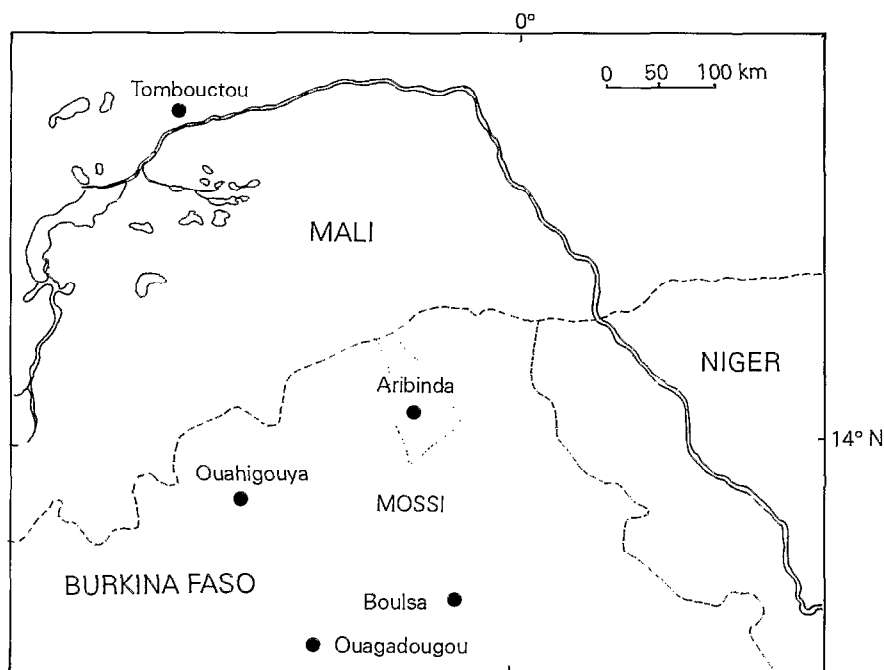 0°
0 50 100 km
Tombouctou
MALI
NIGER
Aribinda
14° N
Ouahigouya
MOSSI
BURKINA FASO
Boulsa
Ouagadougou